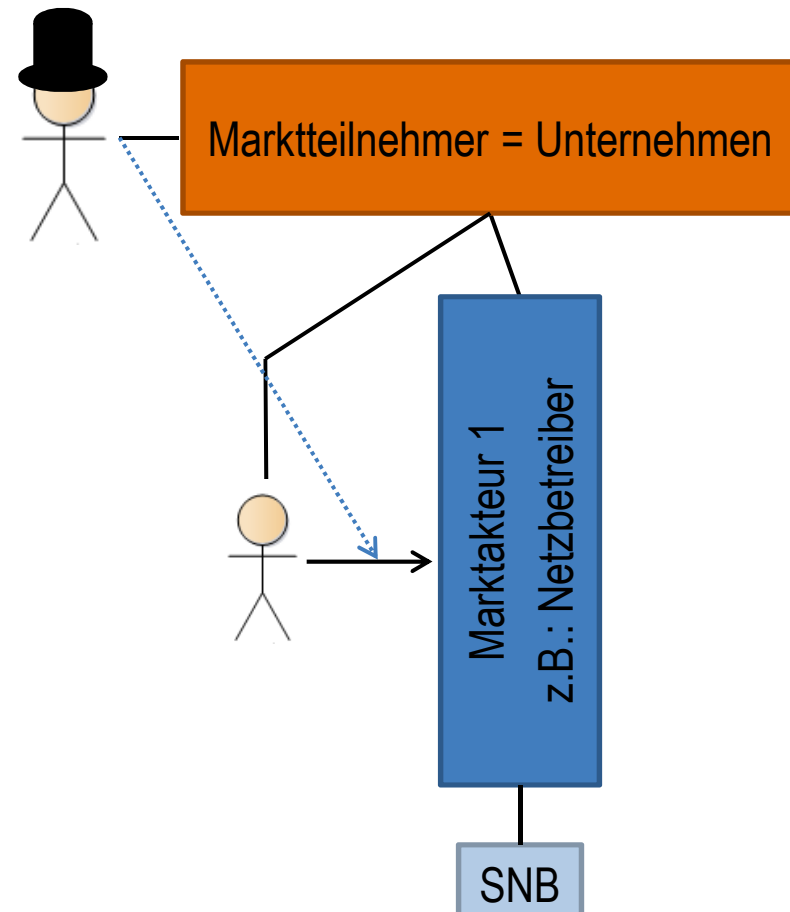 Marktteilnehmer = Unternehmen
Marktakteur 1
z.B.: Netzbetreiber
SNB